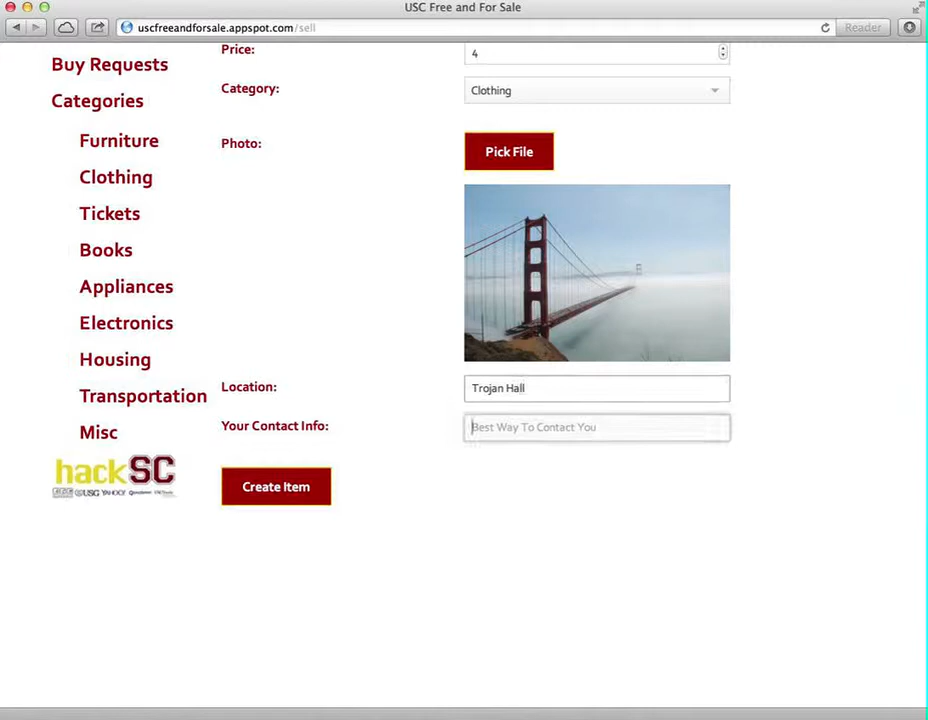 USC Free and For Sale
uscfreeandforsale.appspot.com/sell
Reader
Buy Requests
Categories
Furniture
Clothing
Tickets
Books
Appliances
Electronics
Housing
Transportation
Misc
hackSC
USG YAHOO!
Price:
4
Category:
Clothing
Photo:
Pick File
Location:
Trojan Hall
Your Contact Info:
Best Way To Contact You
Create Item